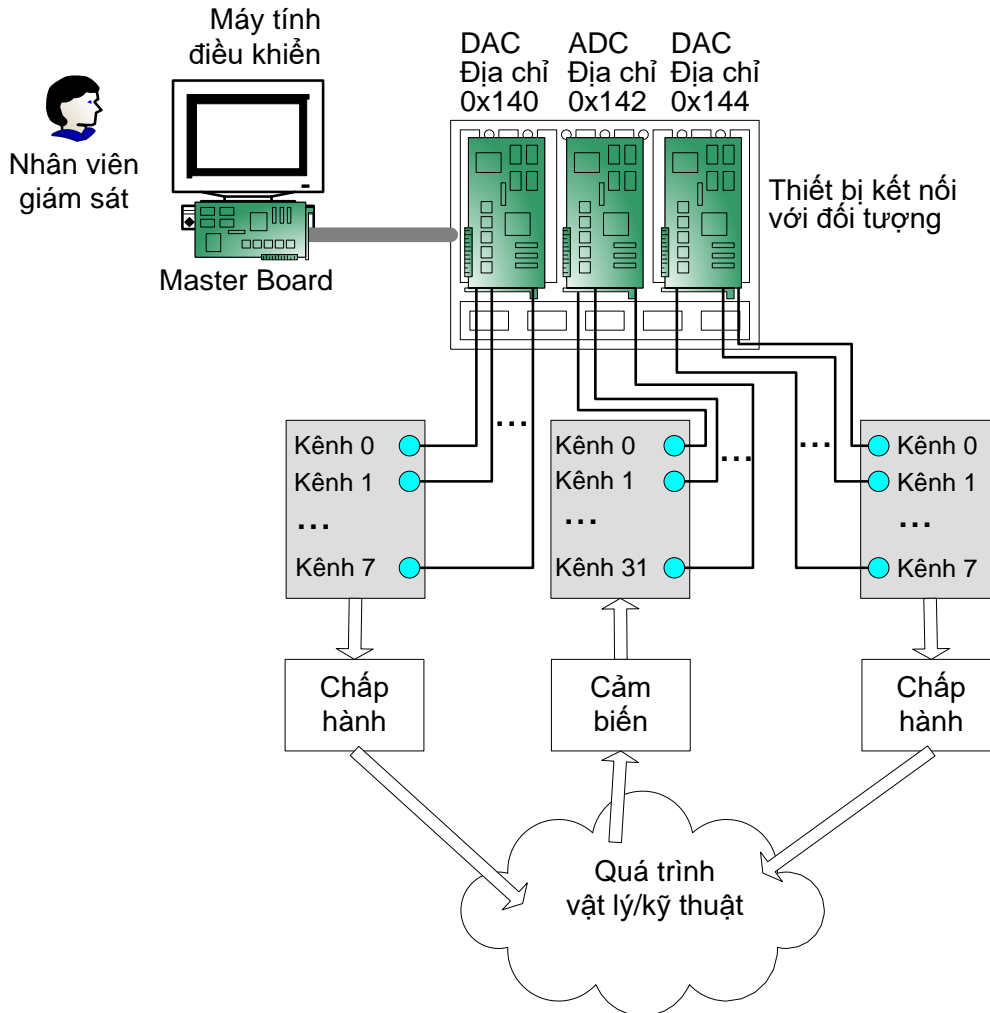 Máy tính
điều khiển
Nhân viên
giám sát
Master Board
DAC
Địa chỉ
0x140
ADC
Địa chỉ
0x142
DAC
Địa chỉ
0x144
Thiết bị kết nối
với đối tượng
...
...
...
Kênh 0
Kênh 1
...
Kênh 7
Kênh 0
Kênh 1
...
Kênh 31
Kênh 0
Kênh 1
...
Kênh 7
Chấp
hành
Cảm
biến
Chấp
hành
Quá trình
vật lý/kỹ thuật